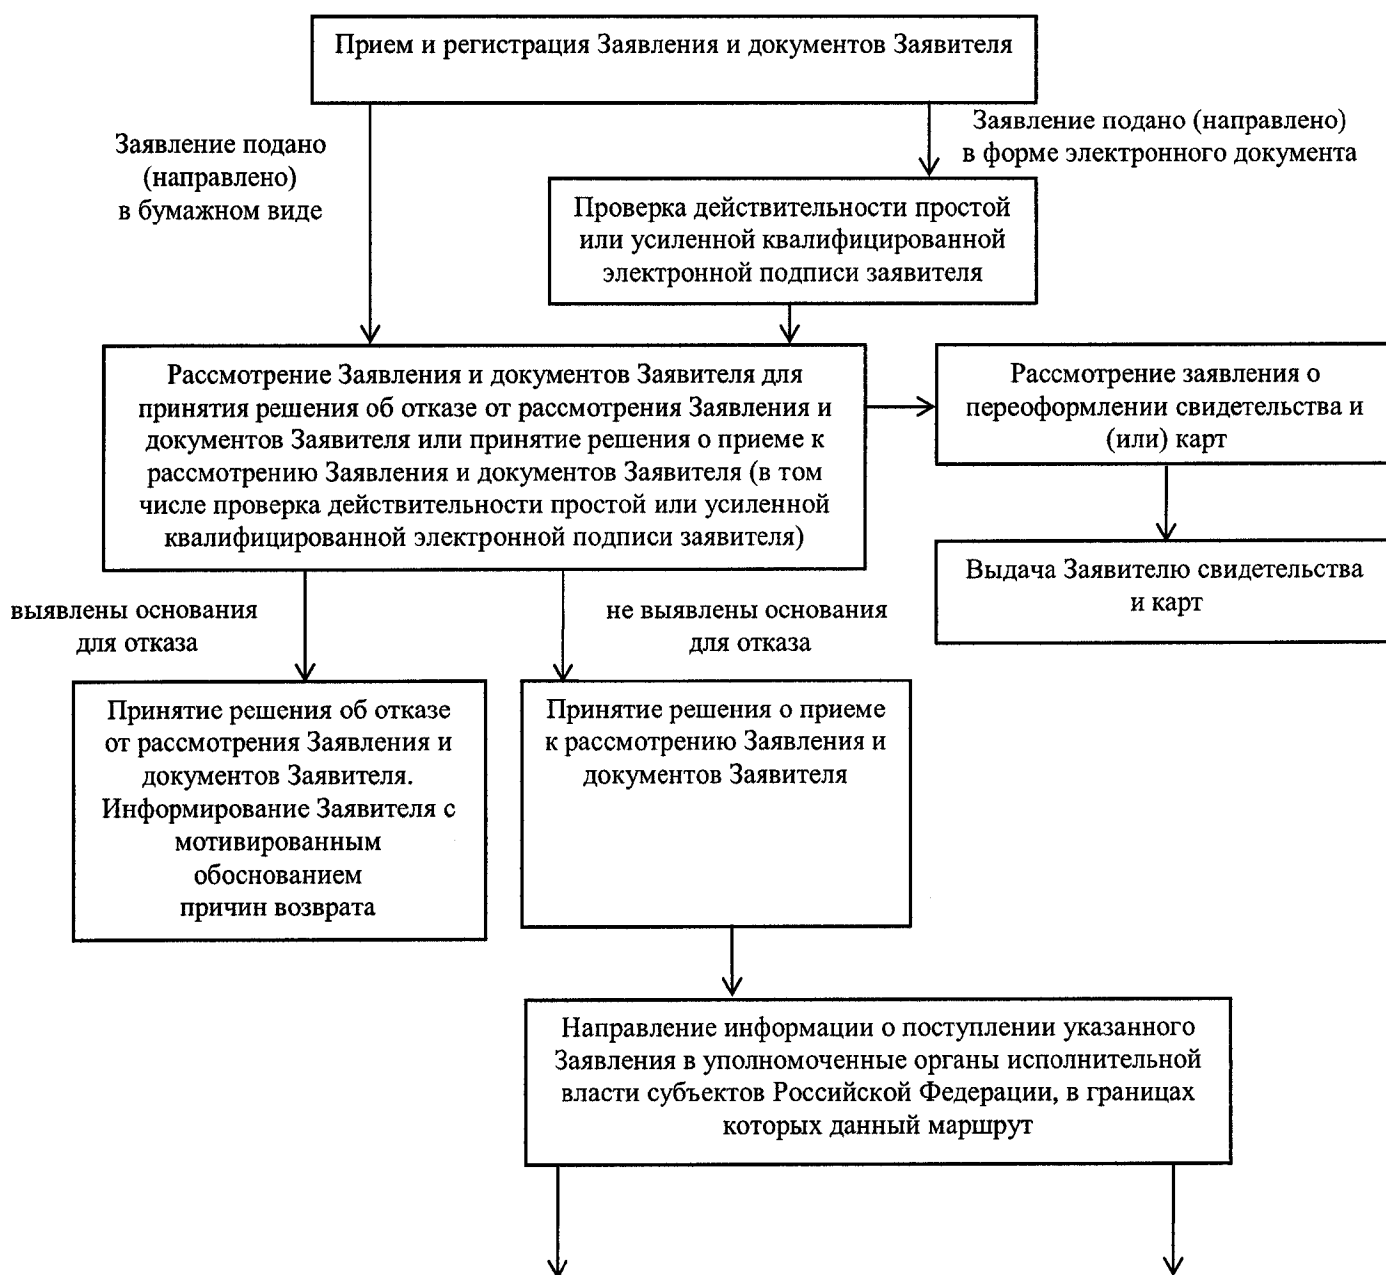 Прием и регистрация Заявления и документов Заявителя
Заявление подано
(направлено)
в бумажном виде
Заявление подано (направлено)
в форме электронного документа
Проверка действительности простой
или усиленной квалифицированной
электронной подписи заявителя
Рассмотрение Заявления и документов Заявителя для
принятия решения об отказе от рассмотрения Заявления и
документов Заявителя или принятие решения о приеме к
рассмотрению Заявления и документов Заявителя (в том
числе проверка действительности простой или усиленной
квалифицированной электронной подписи заявителя)
Рассмотрение заявления о
переоформлении свидетельства и
(или) карт
Выдача Заявителю свидетельства
и карт
выявлены основания
для отказа
не выявлены основания
для отказа
Принятие решения об отказе
от рассмотрения Заявления и
документов Заявителя.
Информирование Заявителя с
мотивированным
обоснованием
причин возврата
Принятие решения о приеме
к рассмотрению Заявления и
документов Заявителя
Направление информации о поступлении указанного
Заявления в уполномоченные органы исполнительной
власти субъектов Российской Федерации, в границах
которых данный маршрут